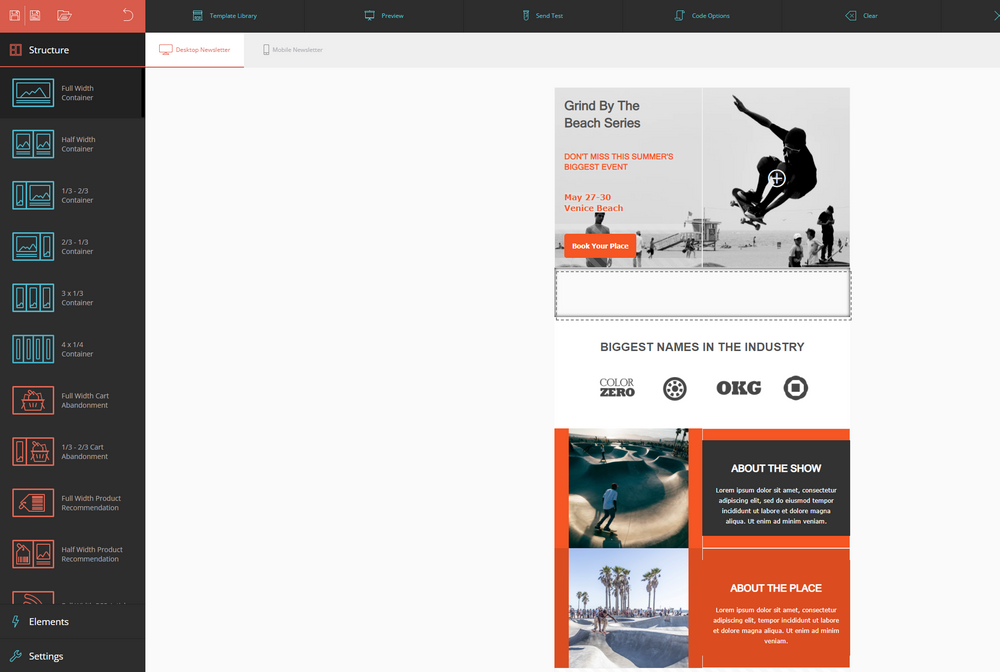 Template Library
Preview
Send Test
Code Options
Clear
Structure
Desktop Newsletter
Mobile Newsletter
Full Width
Container
Half Width
Container
1/3 - 2/3
Container
2/3 - 1/3
Container
3 x 1/3
Container
4 x 1/4
Container
Full Width Cart
Abandonment
1/3 - 2/3 Cart
Abandonment
Full Width Product
Recommendation
Half Width Product
Recommendation
Elements
Settings
Grind By The
Beach Series
DON'T MISS THIS SUMMER'S
BIGGEST EVENT
May 27-30
Venice Beach
Book Your Place
BIGGEST NAMES IN THE INDUSTRY
COLOR
ZERO
OKG
ABOUT THE SHOW
Lorem ipsum dolor sit amet, consectetur
adipiscing elit, sed do eiusmod tempor
incididunt ut labore et dolore magna
aliqua. Ut enim ad minim veniam.
ABOUT THE PLACE
Lorem ipsum dolor sit amet, consectetur
adipiscing elit, tempor incididunt ut labore
et dolore magna aliqua. Ut enim ad minim
veniam.